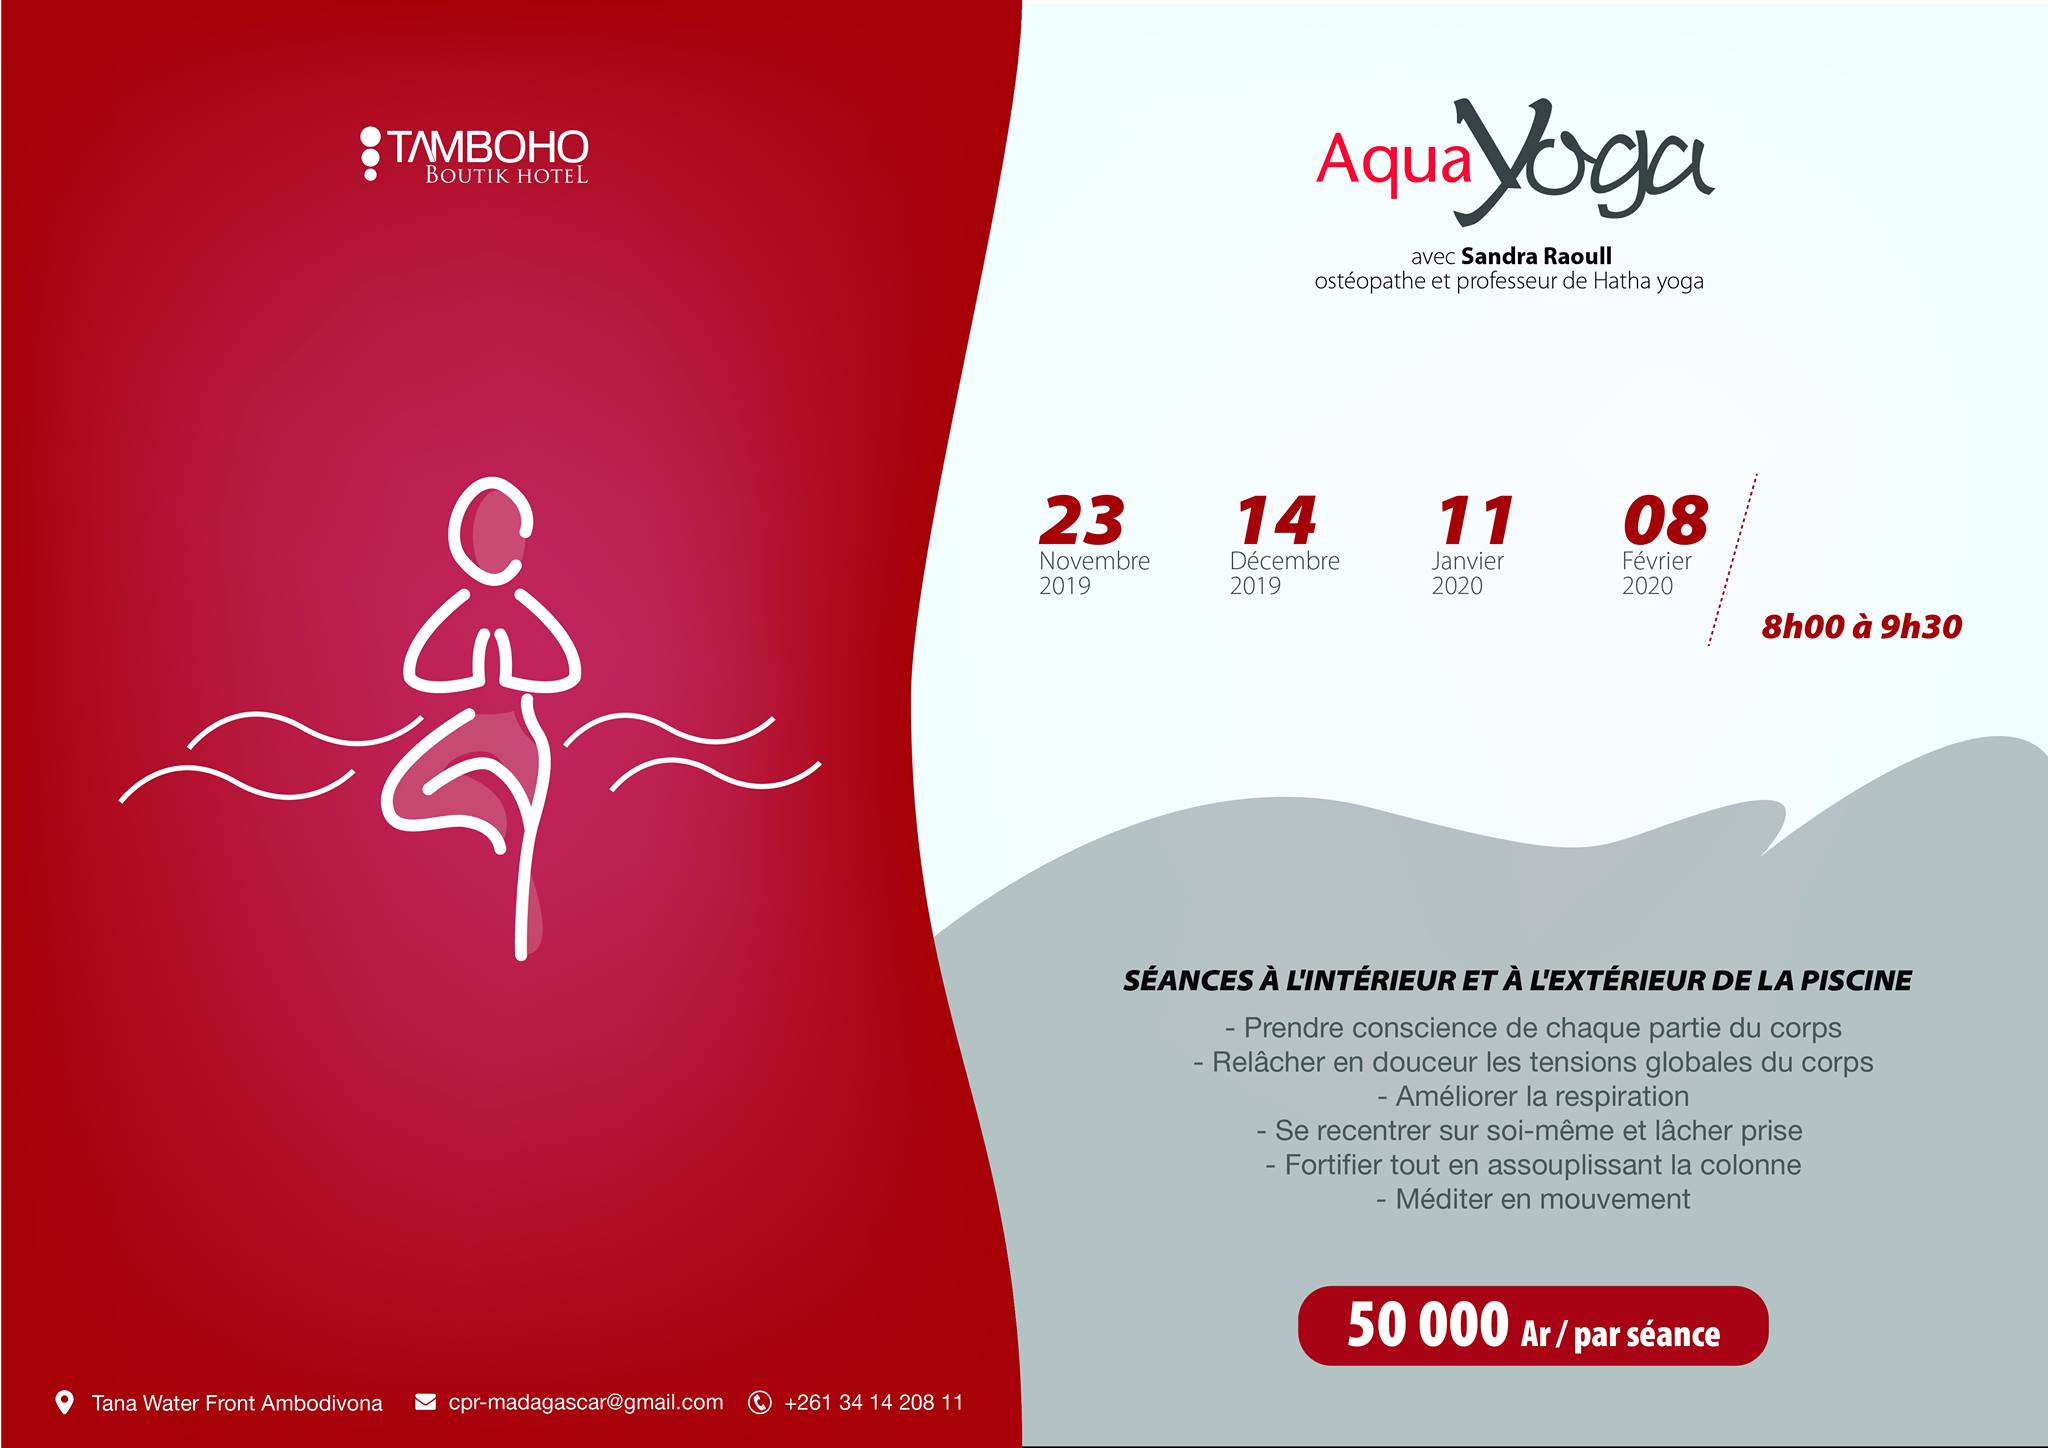 TAMBOHO
BOUTIK HOTEL
Aqua Yoga
avec Sandra Raoull
ostéopathe et professeur de Hatha yoga
23 14 11 08
Novembre Décembre Janvier Février
2019 2019 2020 2020
8h00 à 9h30
SÉANCES À L'INTÉRIEUR ET À L'EXTÉRIEUR DE LA PISCINE
- Prendre conscience de chaque partie du corps
- Relâcher en douceur les tensions globales du corps
- Améliorer la respiration
- Se recentrer sur soi-même et lâcher prise
- Fortifier tout en assouplissant la colonne
- Méditer en mouvement
50 000 Ar / par séance
Tana Water Front Ambodivona cpr-madagascar@gmail.com +261 34 14 208 11